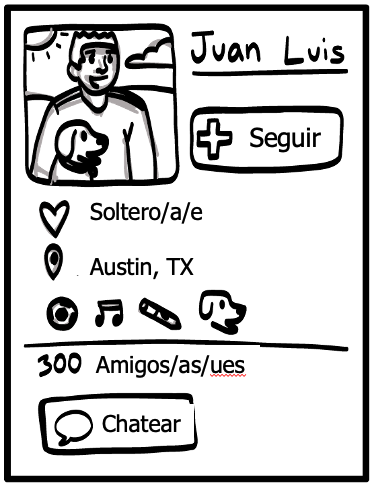 Juan Luis
Seguir
Soltero/a/e
Austin, TX
300 Amigos/as/ues
Chatear